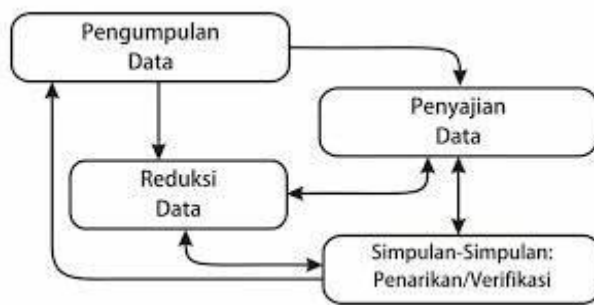 Pengumpulan
Data
Penyajian
Data
Reduksi
Data
Simpulan-Simpulan:
Penarikan/Verifikasi